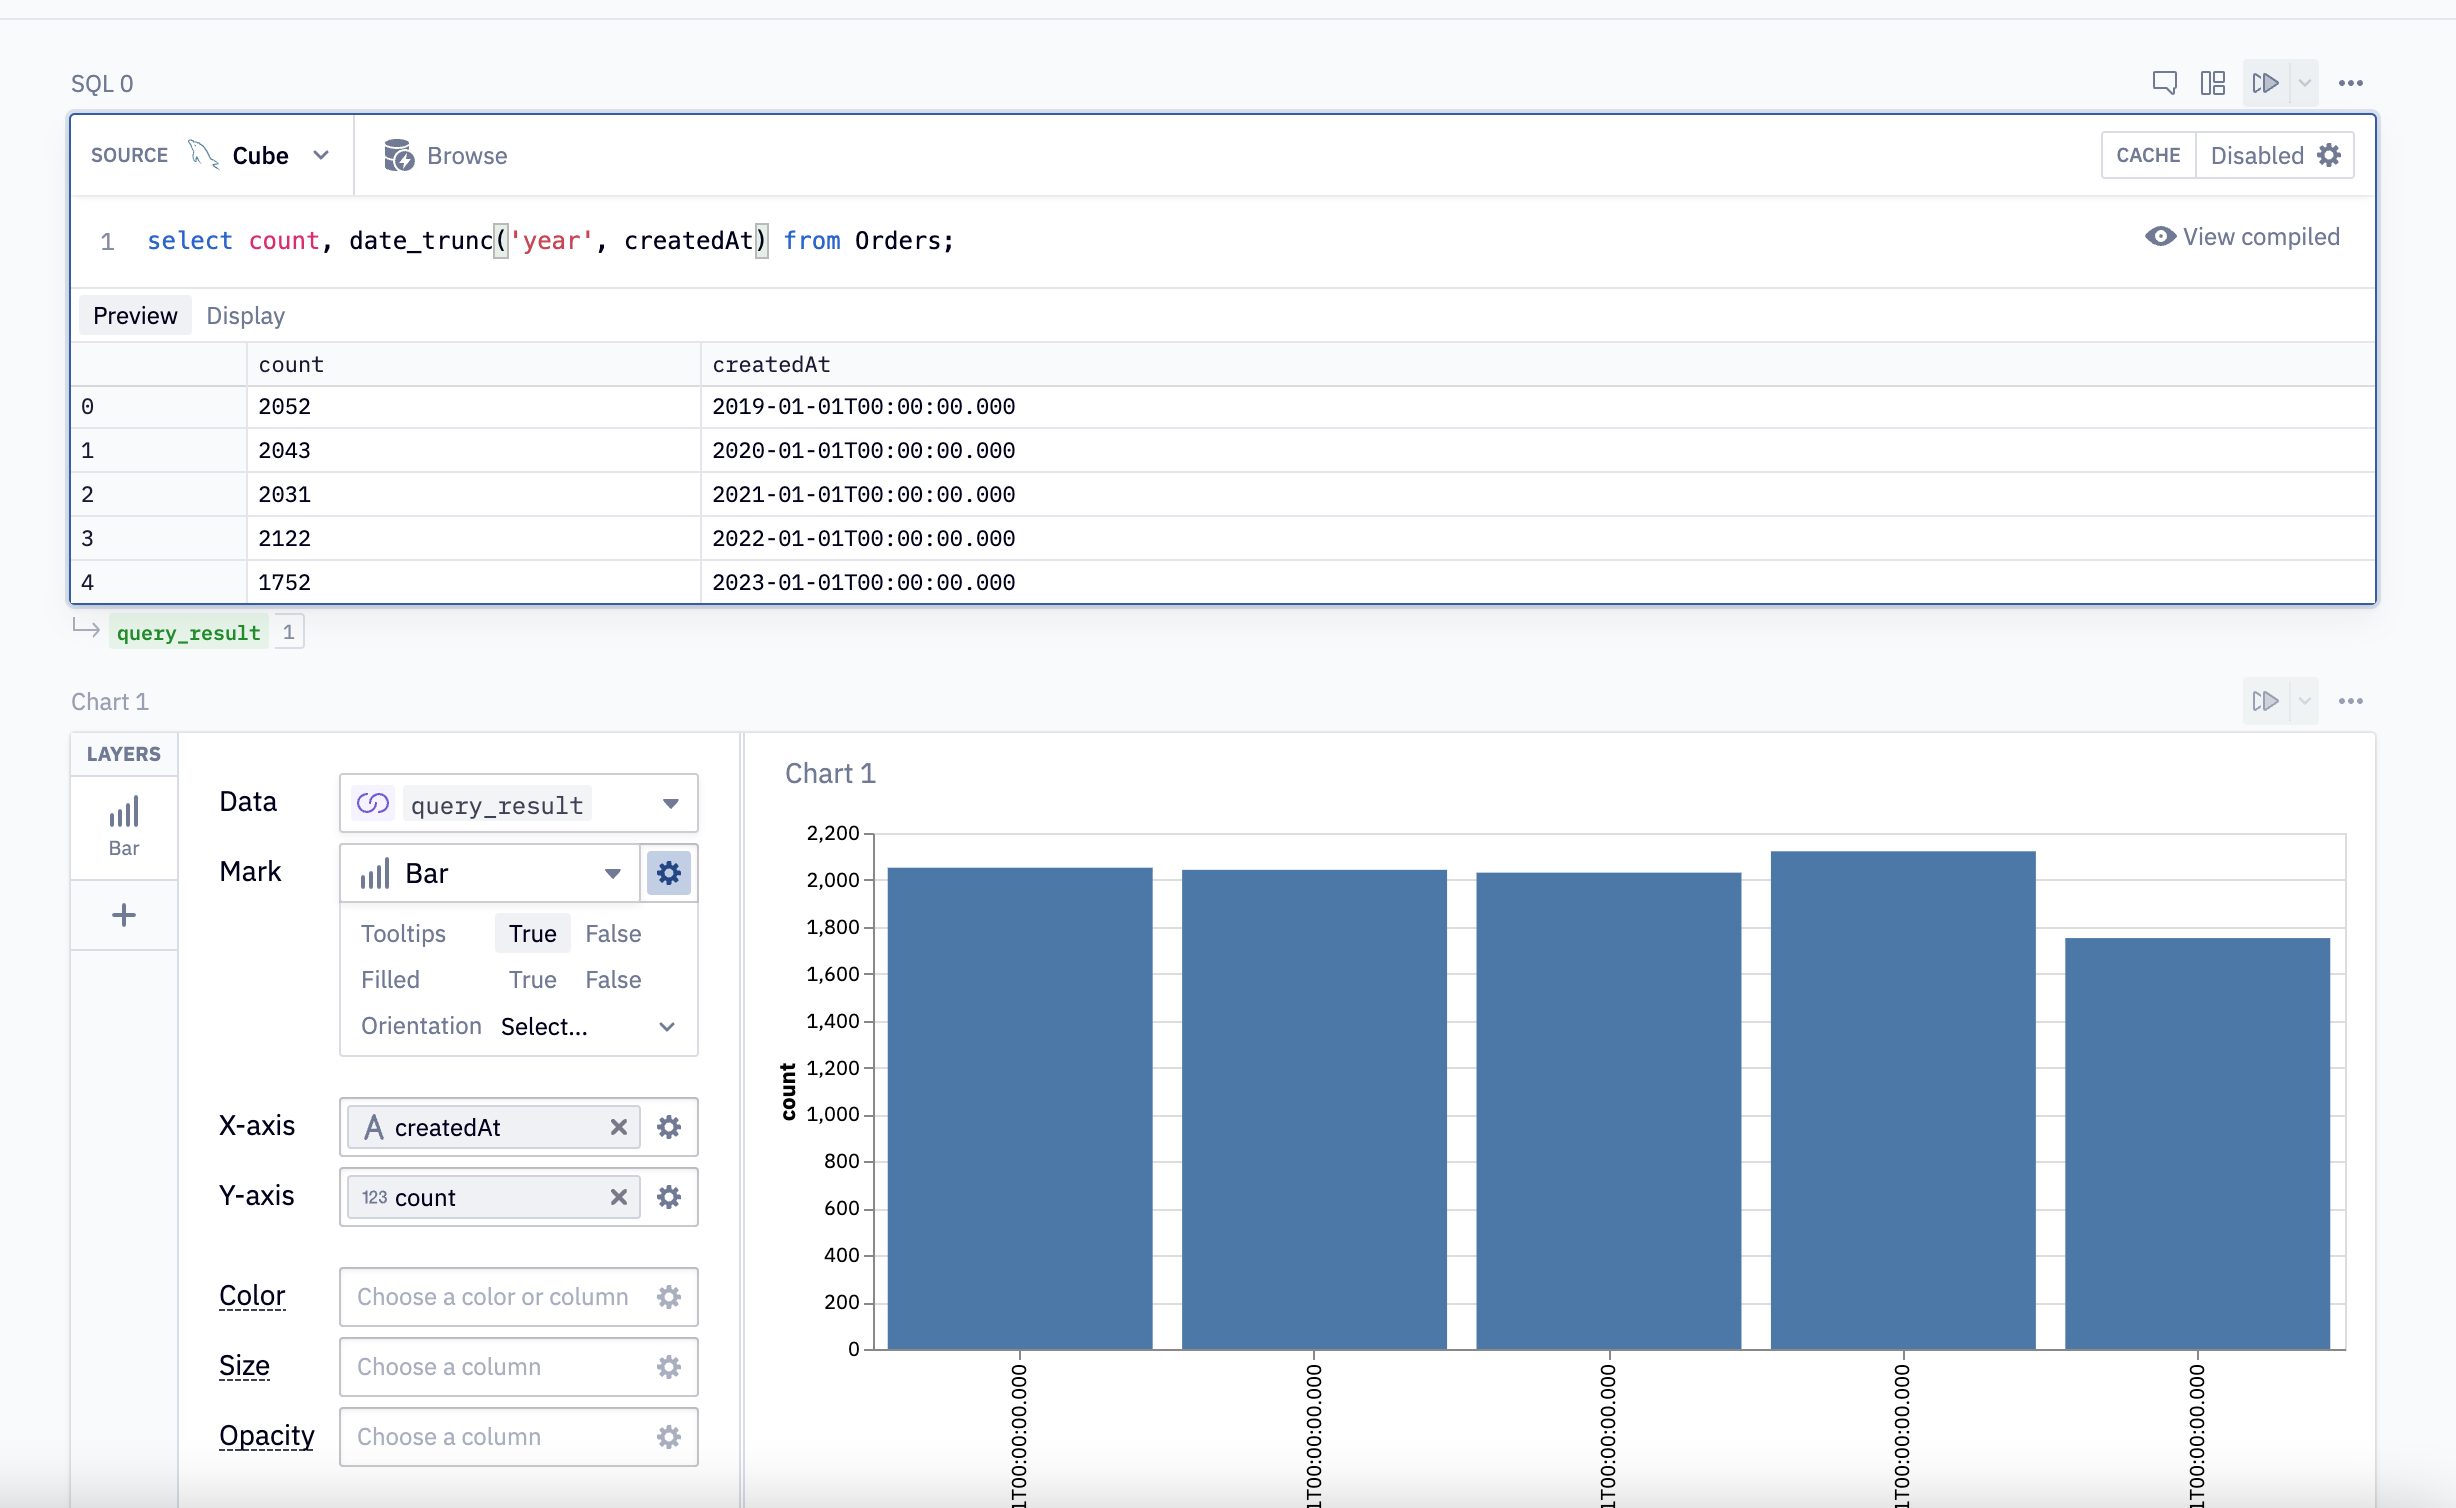 SQL 0
SOURCE Cube Browse CACHE Disabled
1 select count, date_trunc('year', createdAt) from Orders;
View compiled
Preview Display
count createdAt
0 2052 2019-01-01T00:00:00.000
1 2043 2020-01-01T00:00:00.000
2 2031 2021-01-01T00:00:00.000
3 2122 2022-01-01T00:00:00.000
4 1752 2023-01-01T00:00:00.000
query_result 1
Chart 1
LAYERS
Bar
Data query_result
Mark Bar
Tooltips True False
Filled True False
Orientation Select...
X-axis A createdAt
Y-axis 123 count
Color Choose a color or column
Size Choose a column
Opacity Choose a column
Chart 1
2,200
2,000
1,800
1,600
1,400
1,200
1,000
800
600
400
200
0
count
1T00:00:00.000
1T00:00:00.000
1T00:00:00.000
1T00:00:00.000
1T00:00:00.000